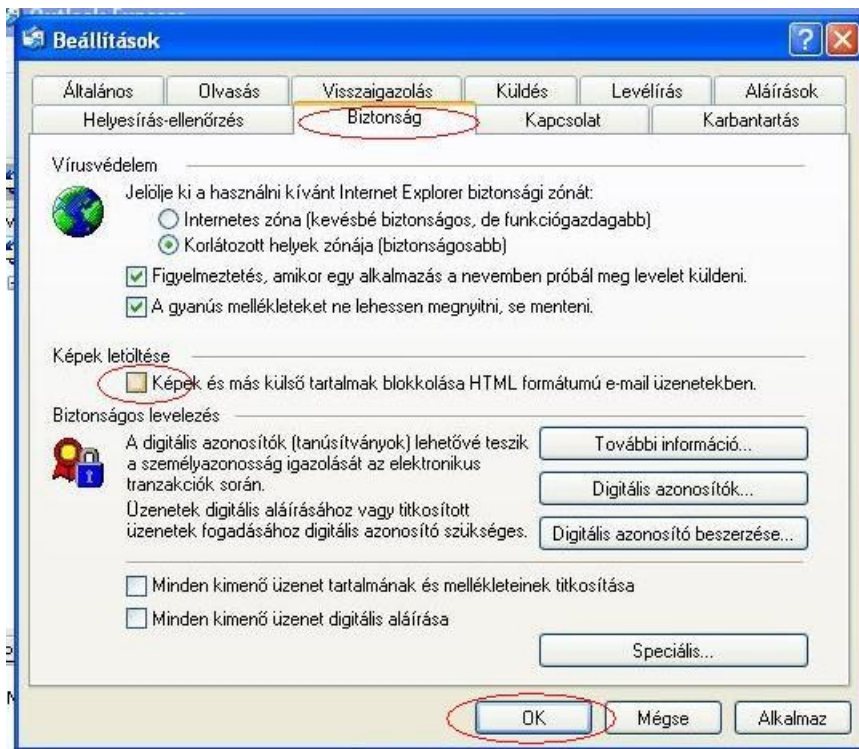 Outlook Express
Beállítások
Általános Olvasás Visszaigazolás Küldés Levélírás Aláírások
Helyesírás-ellenőrzés Biztonság Kapcsolat Karbantartás
Vírusvédelem
Jelölje ki a használni kívánt Internet Explorer biztonsági zónát:
Internetes zóna (kevésbé biztonságos, de funkciógazdagabb)
Korlátozott helyek zónája (biztonságosabb)
Figyelmeztetés, amikor egy alkalmazás a nevemben próbál meg levelet küldeni.
A gyanús mellékleteket ne lehessen megnyitni, se menteni.
Képek letöltése
Képek és más külső tartalmak blokkolása HTML formátumú e-mail üzenetekben.
Biztonságos levelezés
A digitális azonosítók (tanúsítványok) lehetővé teszik
a személyazonosság igazolását az elektronikus
tranzakciók során.
További információ...
Digitális azonosítók...
Üzenetek digitális aláírásához vagy titkosított
üzenetek fogadásához digitális azonosító szükséges.
Digitális azonosító beszerzése...
Minden kimenő üzenet tartalmának és mellékleteinek titkosítása
Minden kimenő üzenet digitális aláírása
Speciális...
OK Mégse Alkalmaz